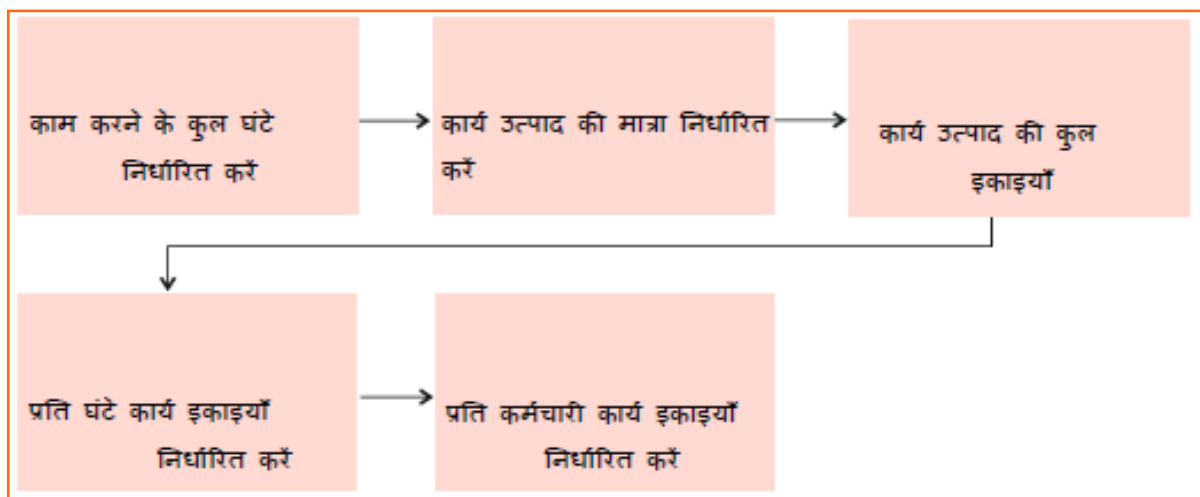 काम करने के कुल घंटे
निर्धारित करें
कार्य उत्पाद की मात्रा निर्धारित
करें
कार्य उत्पाद की कुल
इकाइयाँ
प्रति घंटे कार्य इकाइयाँ
निर्धारित करें
प्रति कर्मचारी कार्य इकाइयाँ
निर्धारित करें